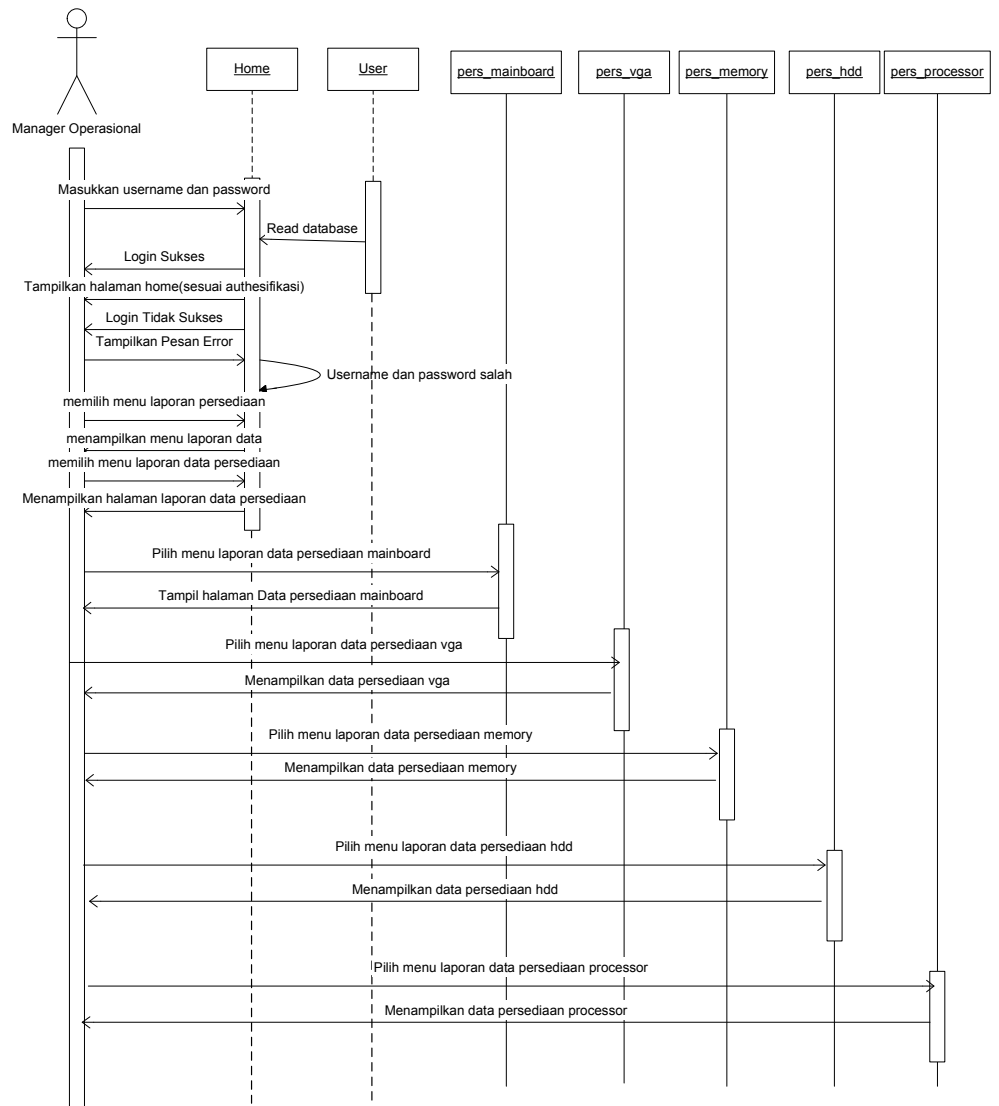 Home
User
pers_mainboard
pers_vga
pers_memory
pers_hdd
pers_processor
Manager Operasional
Masukkan username dan password
Read database
Login Sukses
Tampilkan halaman home(sesuai authesifikasi)
Login Tidak Sukses
Tampilkan Pesan Error
Username dan password salah
memilih menu laporan persediaan
menampilkan menu laporan data
memilih menu laporan data persediaan
Menampilkan halaman laporan data persediaan
Pilih menu laporan data persediaan mainboard
Tampil halaman Data persediaan mainboard
Pilih menu laporan data persediaan vga
Menampilkan data persediaan vga
Pilih menu laporan data persediaan memory
Menampilkan data persediaan memory
Pilih menu laporan data persediaan hdd
Menampilkan data persediaan hdd
Pilih menu laporan data persediaan processor
Menampilkan data persediaan processor